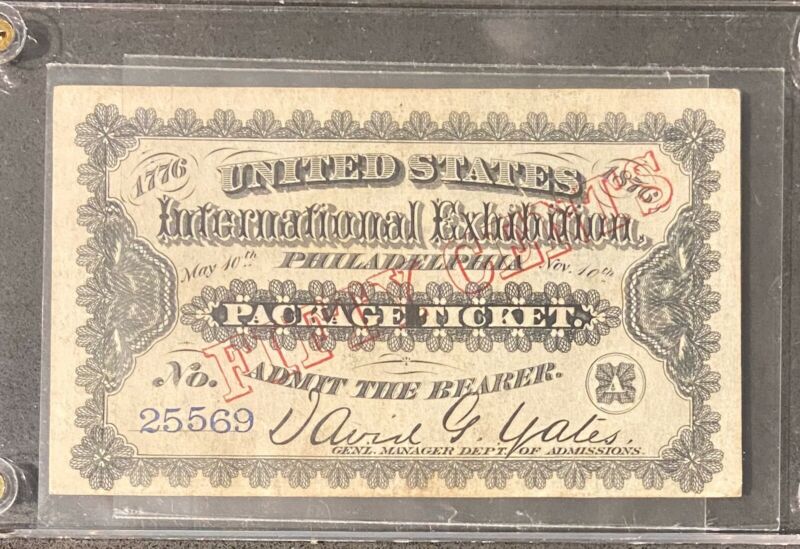 1776 UNITED STATES 1876
International Exhibition,
May 10th PHILADELPHIA Nov. 10th
PACKAGE TICKET.
FIFTY CENTS
No. ADMIT THE BEARER. A
25569 David G. Yates,
GENL. MANAGER DEPT. OF ADMISSIONS.